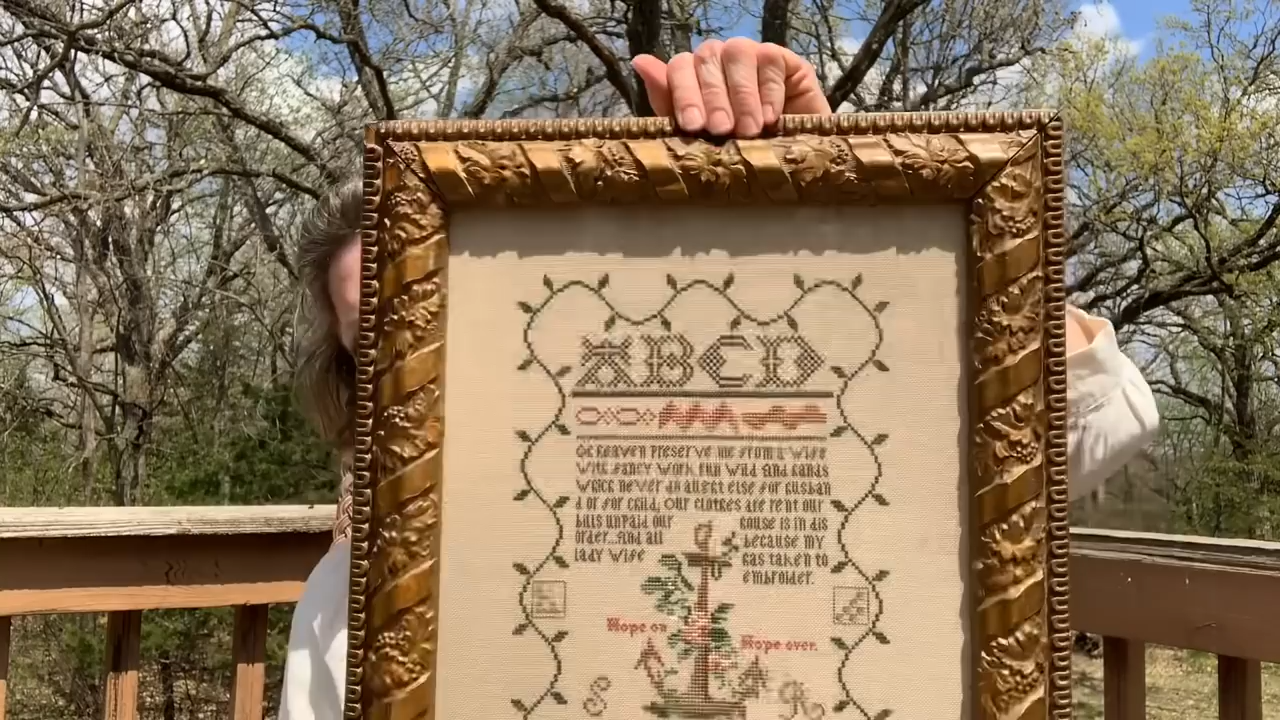 ABCD
Oh heaven preserve me from a wife
with fancy work run wild and hands
which never do aught else for husban
d or for child, Our clothes are rent our
bills unpaid our house is in dis
order...And all because my
lady wife has taken to
embroider.
Hope on Hope over.
S R